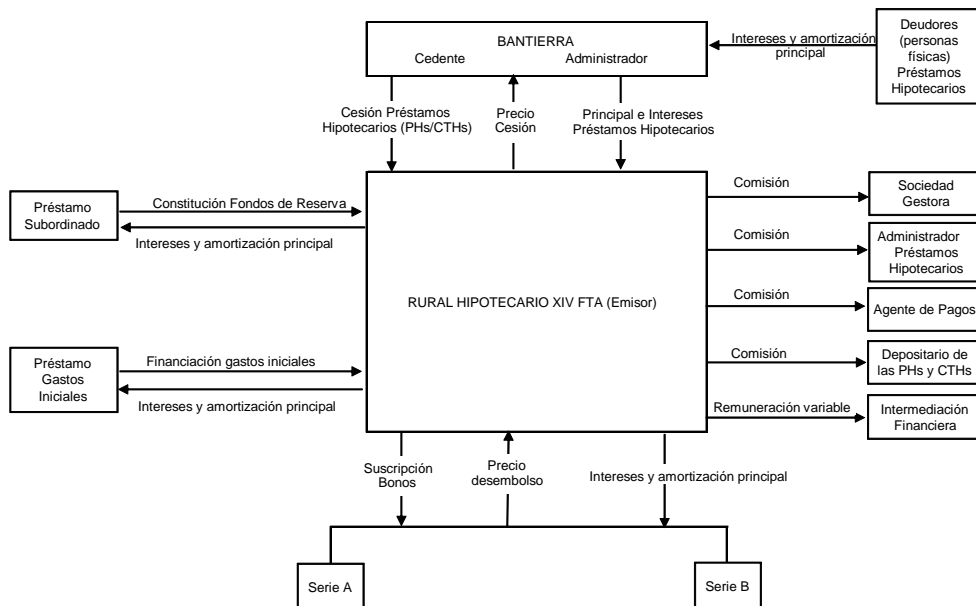 BANTIERRA
Cedente
Administrador
Intereses y amortización
principal
Deudores
(personas
físicas)
Préstamos
Hipotecarios
Cesión Préstamos
Hipotecarios (PHs/CTHs)
Precio
Cesión
Principal e Intereses
Préstamos Hipotecarios
Préstamo
Subordinado
Constitución Fondos de Reserva
Intereses y amortización principal
Préstamo
Gastos
Iniciales
Financiación gastos iniciales
Intereses y amortización principal
RURAL HIPOTECARIO XIV FTA (Emisor)
Comisión
Sociedad
Gestora
Comisión
Administrador
Préstamos
Hipotecarios
Comisión
Agente de Pagos
Comisión
Depositario de
las PHs y CTHs
Remuneración variable
Intermediación
Financiera
Suscripción
Bonos
Precio
desembolso
Intereses y amortización principal
Serie A
Serie B